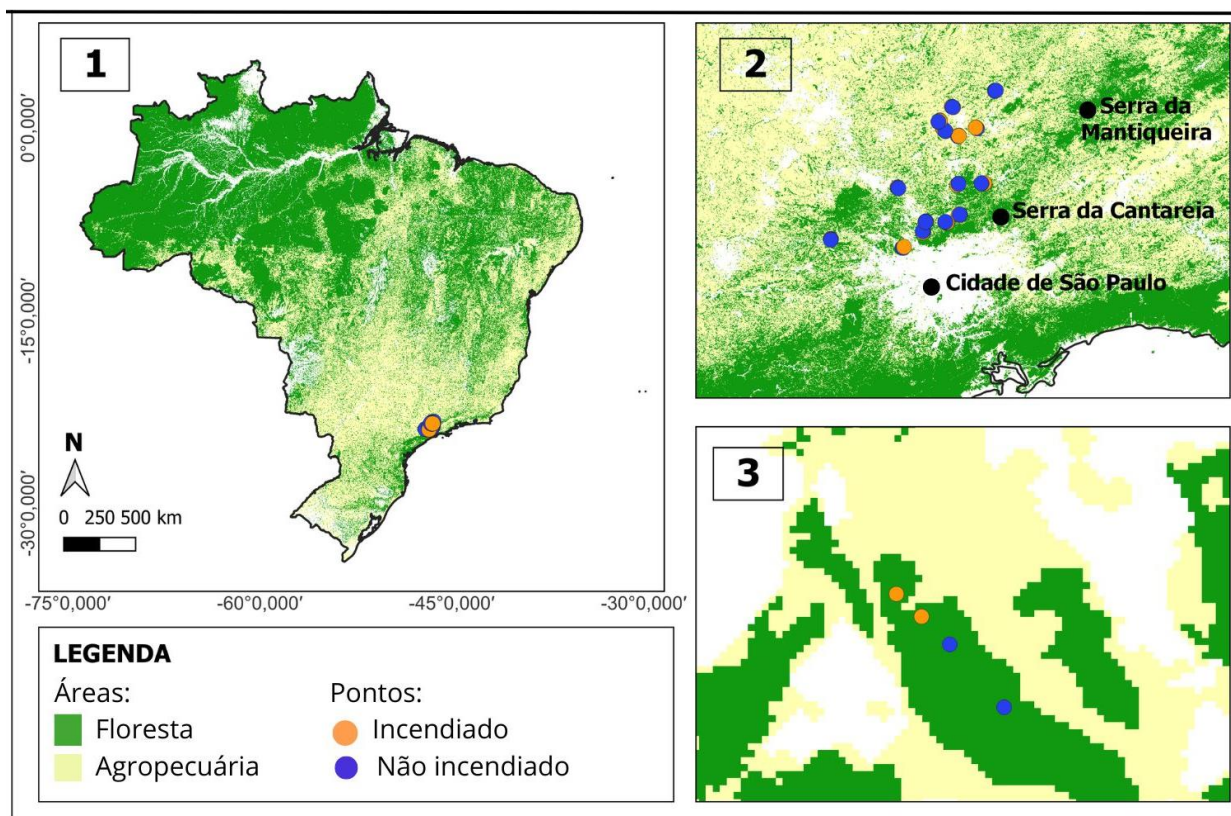 1
0°0,000'
-15°0,000'
-30°0,000'
N
0 250 500 km
-75°0,000'
-60°0,000'
-45°0,000'
-30°0,000'
2
Serra da
Mantiqueira
Serra da Cantareia
Cidade de São Paulo
3
LEGENDA
Áreas:
Floresta
Agropecuária
Pontos:
Incendiado
Não incendiado